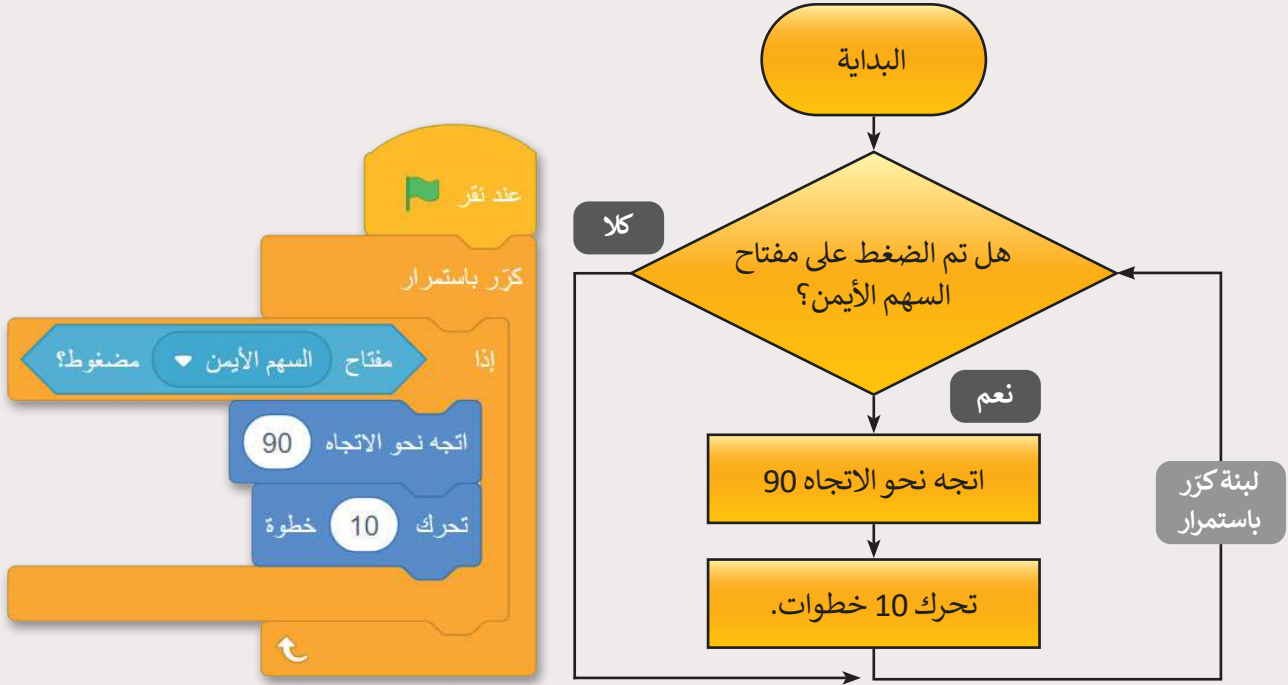 البداية
هل تم الضغط على مفتاح
السهم الأيمن؟
كلا
نعم
اتجه نحو الاتجاه 90
تحرك 10 خطوات.
لبنة كرّر
باستمرار
عند نقر
كرّر باستمرار
إذا مفتاح السهم الأيمن مضغوط؟
اتجه نحو الاتجاه 90
تحرك 10 خطوة